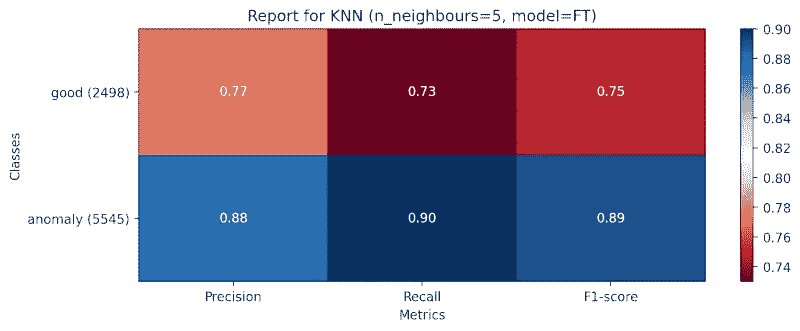 Report for KNN (n_neighbours=5, model=FT)
Classes
good (2498)
0.77 0.73 0.75
anomaly (5545)
0.88 0.90 0.89
Precision Recall F1-score
Metrics
0.90
0.88
0.86
0.84
0.82
0.80
0.78
0.76
0.74